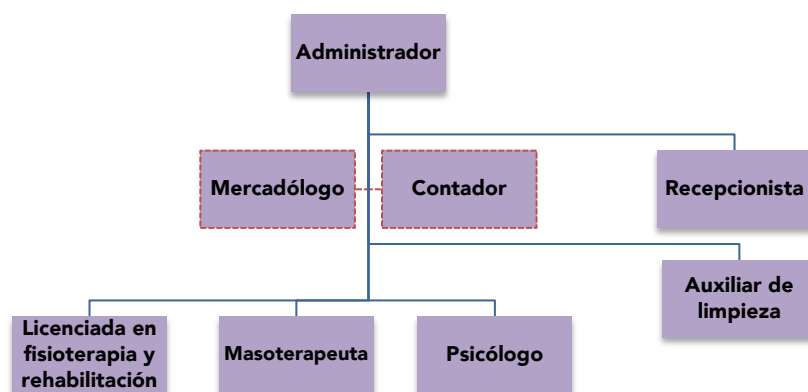 Administrador
Mercadólogo
Contador
Recepcionista
Auxiliar de
limpieza
Licenciada en
fisioterapia y
rehabilitación
Masoterapeuta
Psicólogo